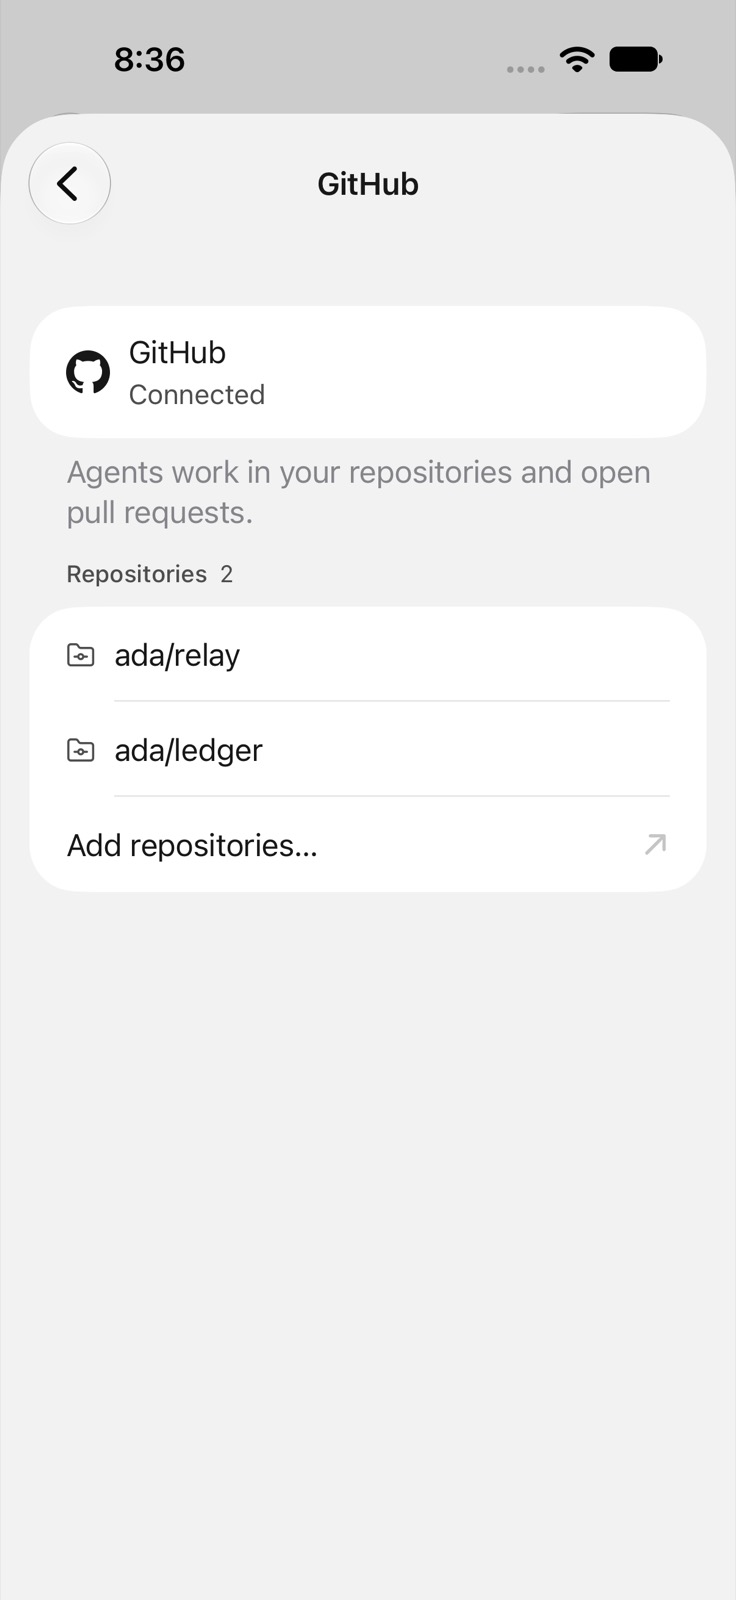 8:36
GitHub
GitHub
Connected
Agents work in your repositories and open
pull requests.
Repositories 2
ada/relay
ada/ledger
Add repositories...